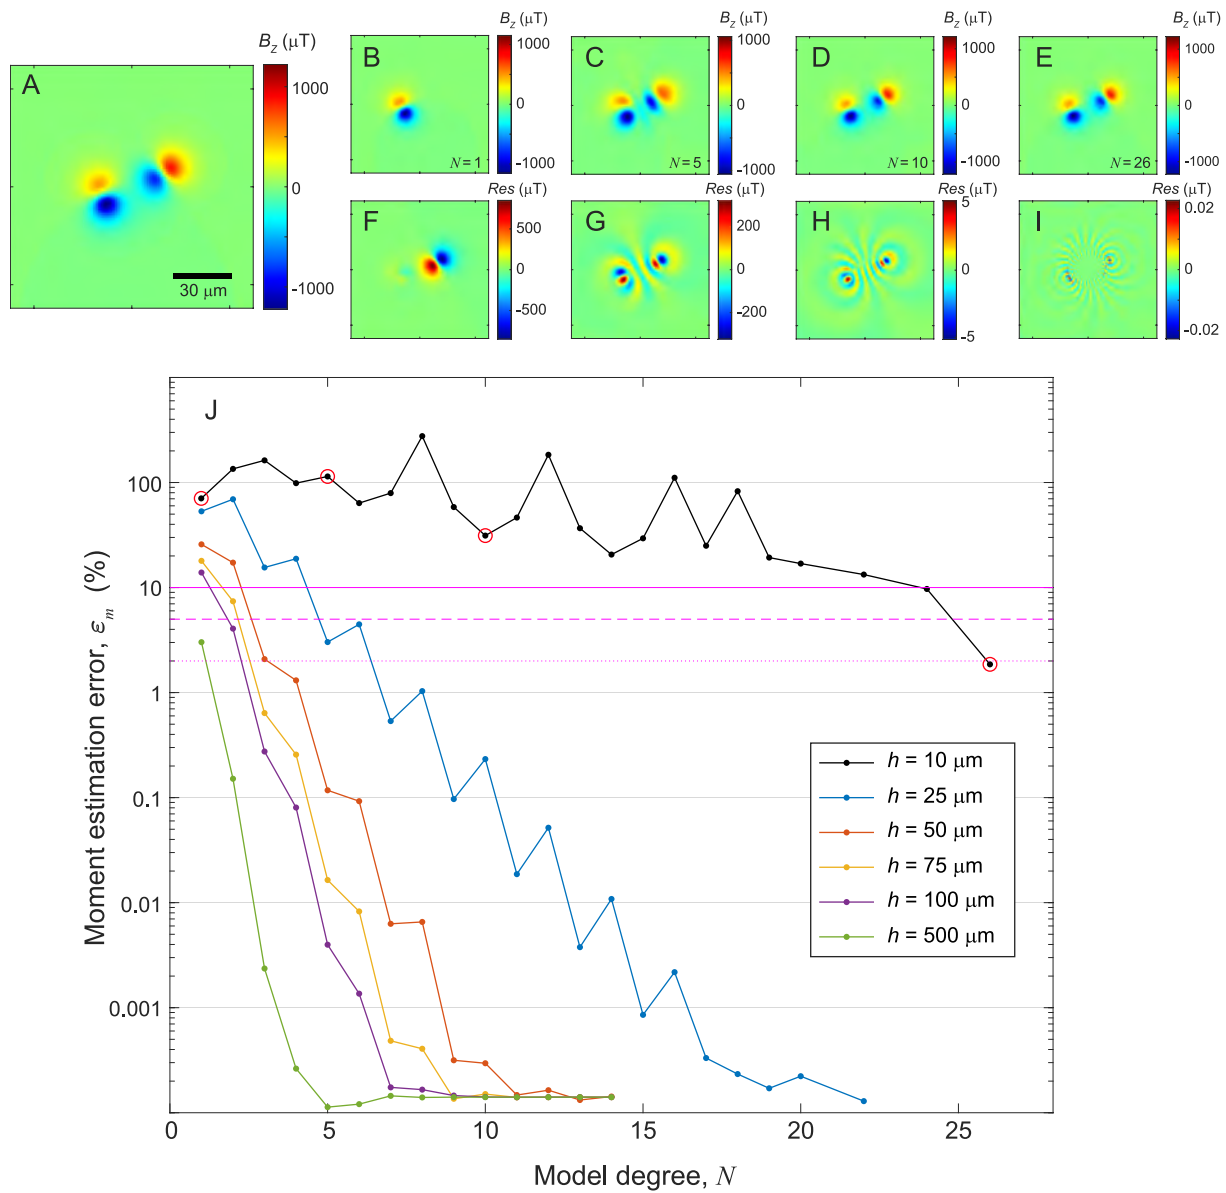 A
B_z (μT)
1000
0
-1000
30 μm
B
N = 1
B_z (μT)
1000
0
-1000
C
N = 5
B_z (μT)
1000
0
-1000
D
N = 10
B_z (μT)
1000
0
-1000
E
N = 26
B_z (μT)
1000
0
-1000
F
Res (μT)
500
0
-500
G
Res (μT)
200
0
-200
H
Res (μT)
5
0
-5
I
Res (μT)
0.02
0
-0.02
J
Moment estimation error, ε_m (%)
100
10
1
0.1
0.01
0.001
h = 10 μm
h = 25 μm
h = 50 μm
h = 75 μm
h = 100 μm
h = 500 μm
0 5 10 15 20 25
Model degree, N